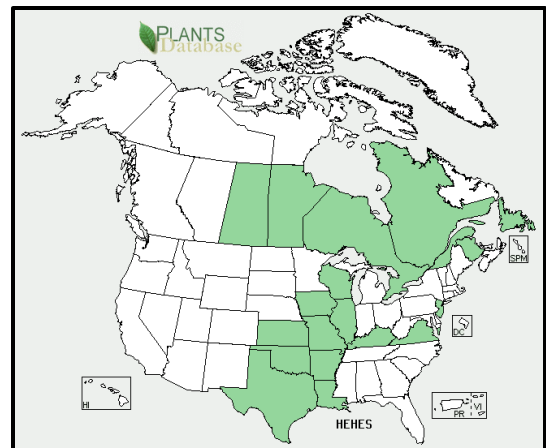 PLANTS
Database
SPM
DC
HI
PR VI
HEHES